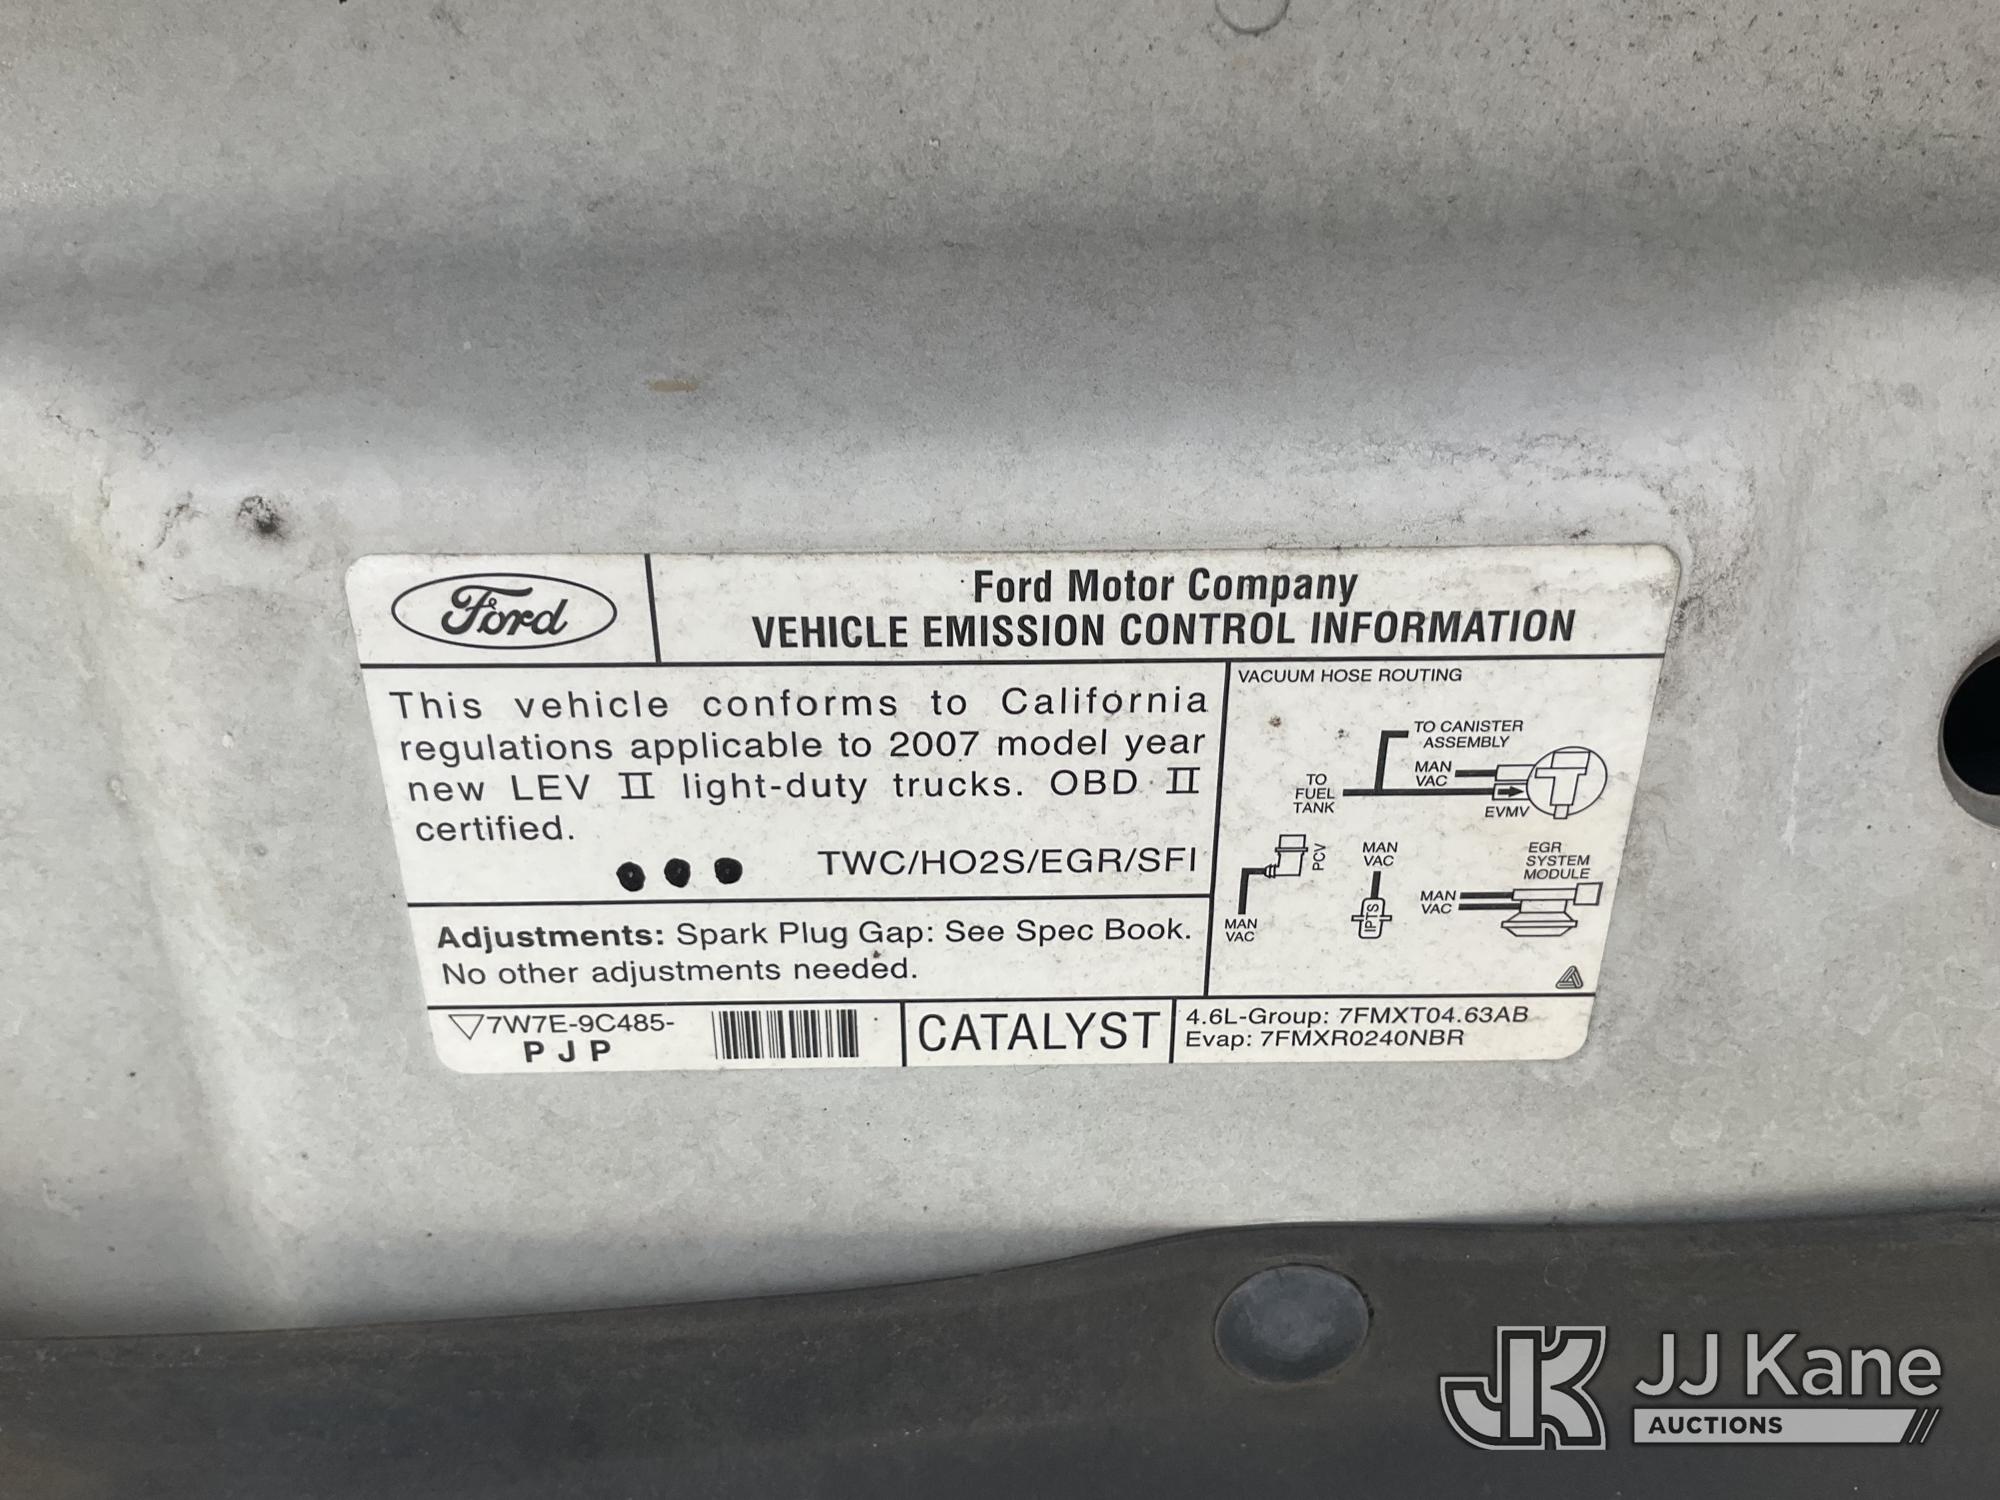 Ford
Ford Motor Company
VEHICLE EMISSION CONTROL INFORMATION
This vehicle conforms to California
regulations applicable to 2007 model year
new LEV II light-duty trucks. OBD II
certified.
TWC/HO2S/EGR/SFI
Adjustments: Spark Plug Gap: See Spec Book.
No other adjustments needed.
VACUUM HOSE ROUTING
TO CANISTER
ASSEMBLY
MAN
VAC
TO
FUEL
TANK
EVMV
PCV
MAN
VAC
MAN
VAC
IPTS
EGR
SYSTEM
MODULE
MAN
VAC
7W7E-9C485-
P J P
CATALYST
4.6L-Group: 7FMXT04.63AB
Evap: 7FMXR0240NBR
JK
JJ Kane
AUCTIONS